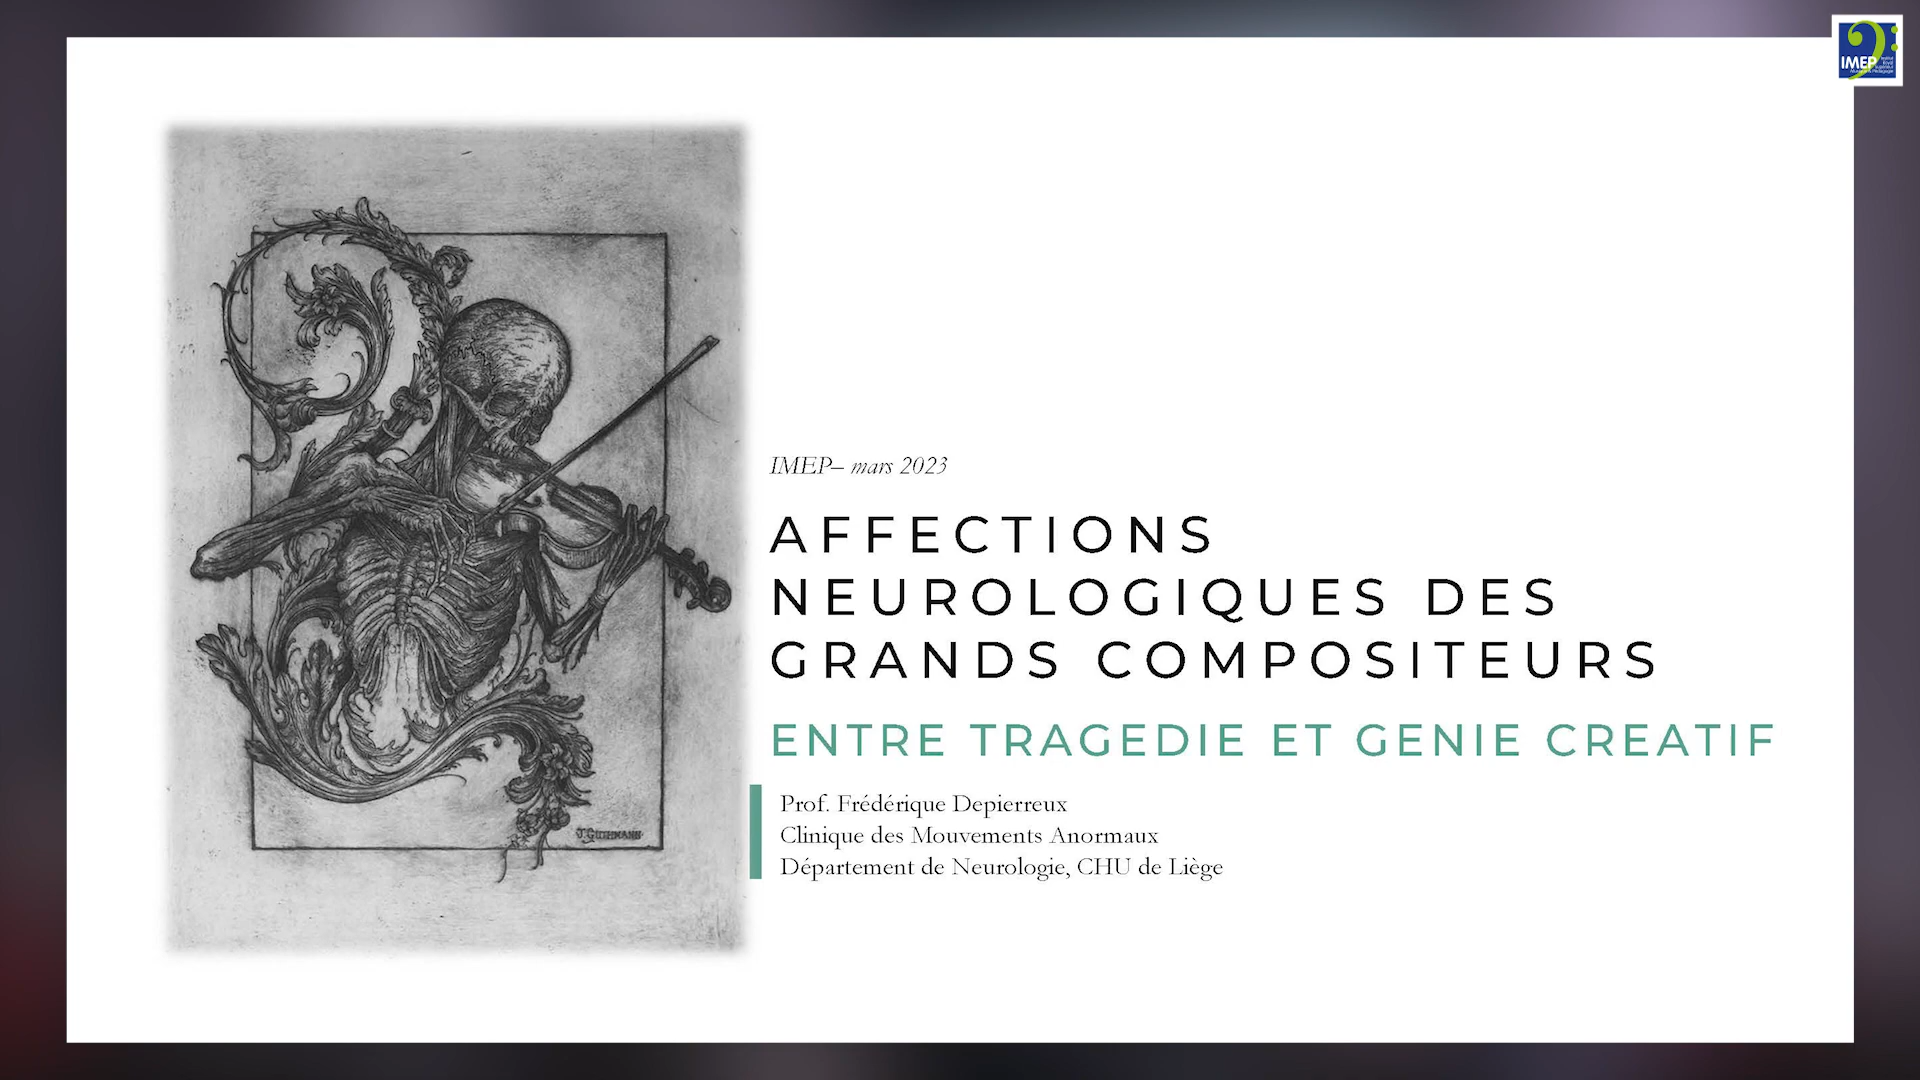 IMEP
IMEP– mars 2023
AFFECTIONS
NEUROLOGIQUES DES
GRANDS COMPOSITEURS
ENTRE TRAGEDIE ET GENIE CREATIF
Prof. Frédérique Depierreux
Clinique des Mouvements Anormaux
Département de Neurologie, CHU de Liège